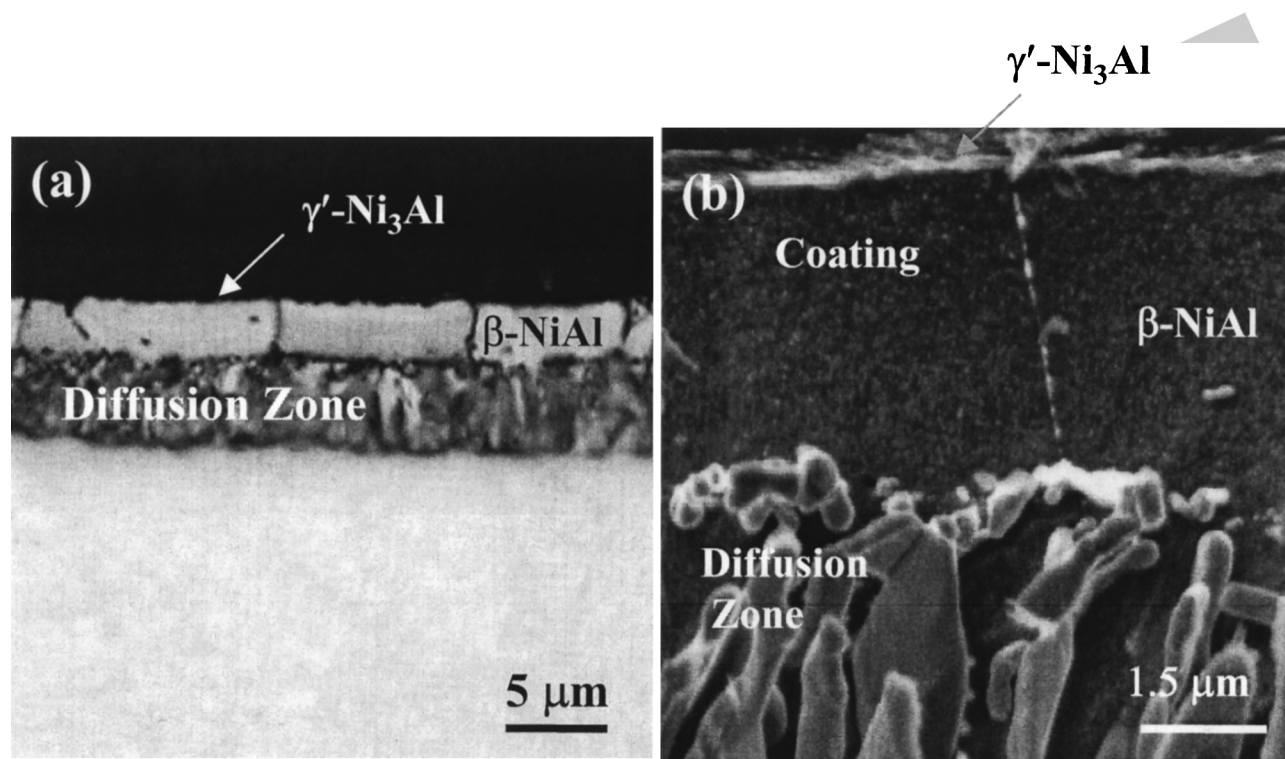 (a)
γ′-Ni₃Al
β-NiAl
Diffusion Zone
5 μm
γ′-Ni₃Al
(b)
Coating
β-NiAl
Diffusion
Zone
1.5 μm